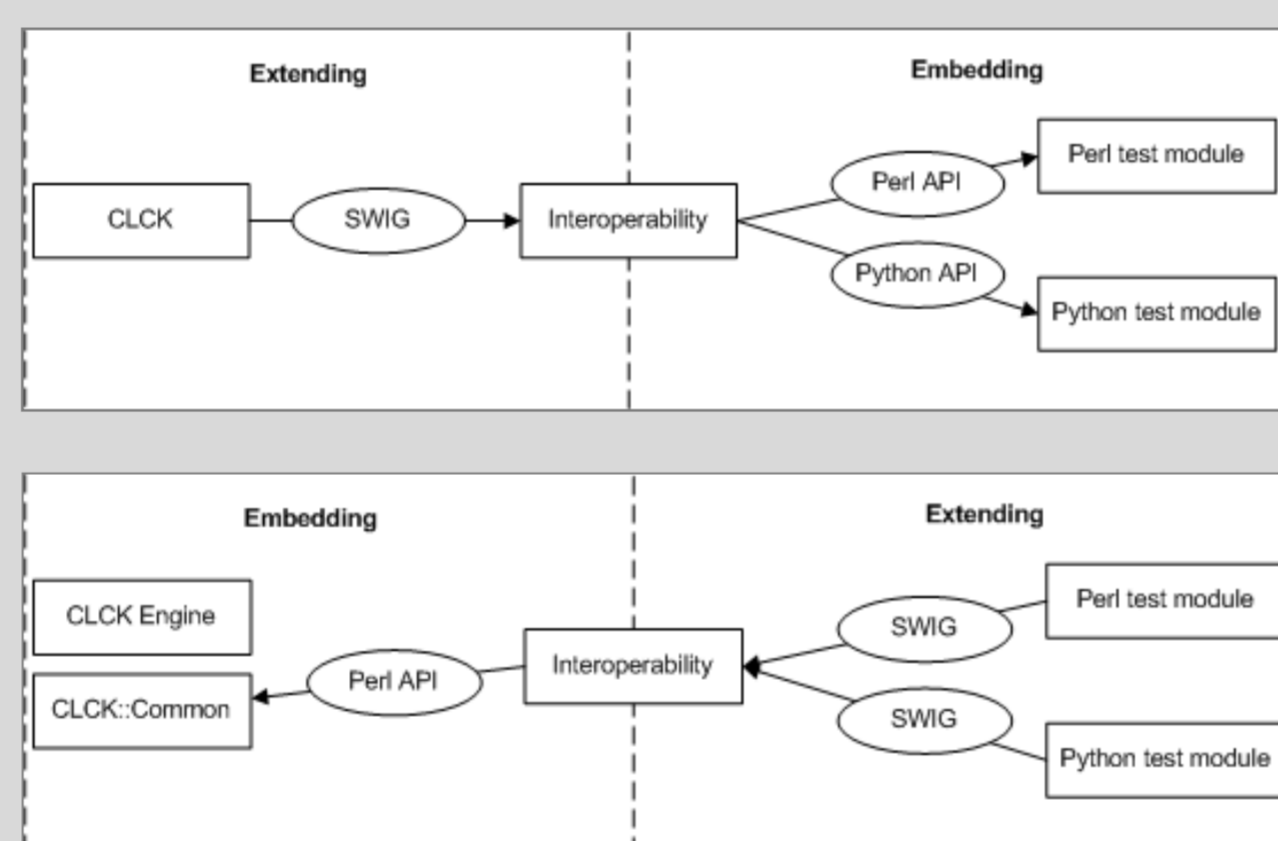 Extending
Embedding
CLCK
SWIG
Interoperability
Perl API
Perl test module
Python API
Python test module
Embedding
Extending
CLCK Engine
CLCK::Common
Perl API
Interoperability
SWIG
Perl test module
SWIG
Python test module